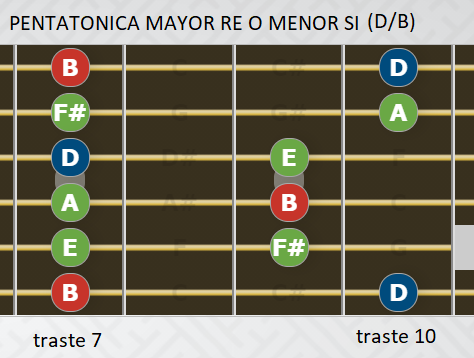 PENTATONICA MAYOR RE O MENOR SI (D/B)
B C C# D
F# G G# A
D D# E F
A A# B C
E F F# G
B C C# D
traste 7 traste 10